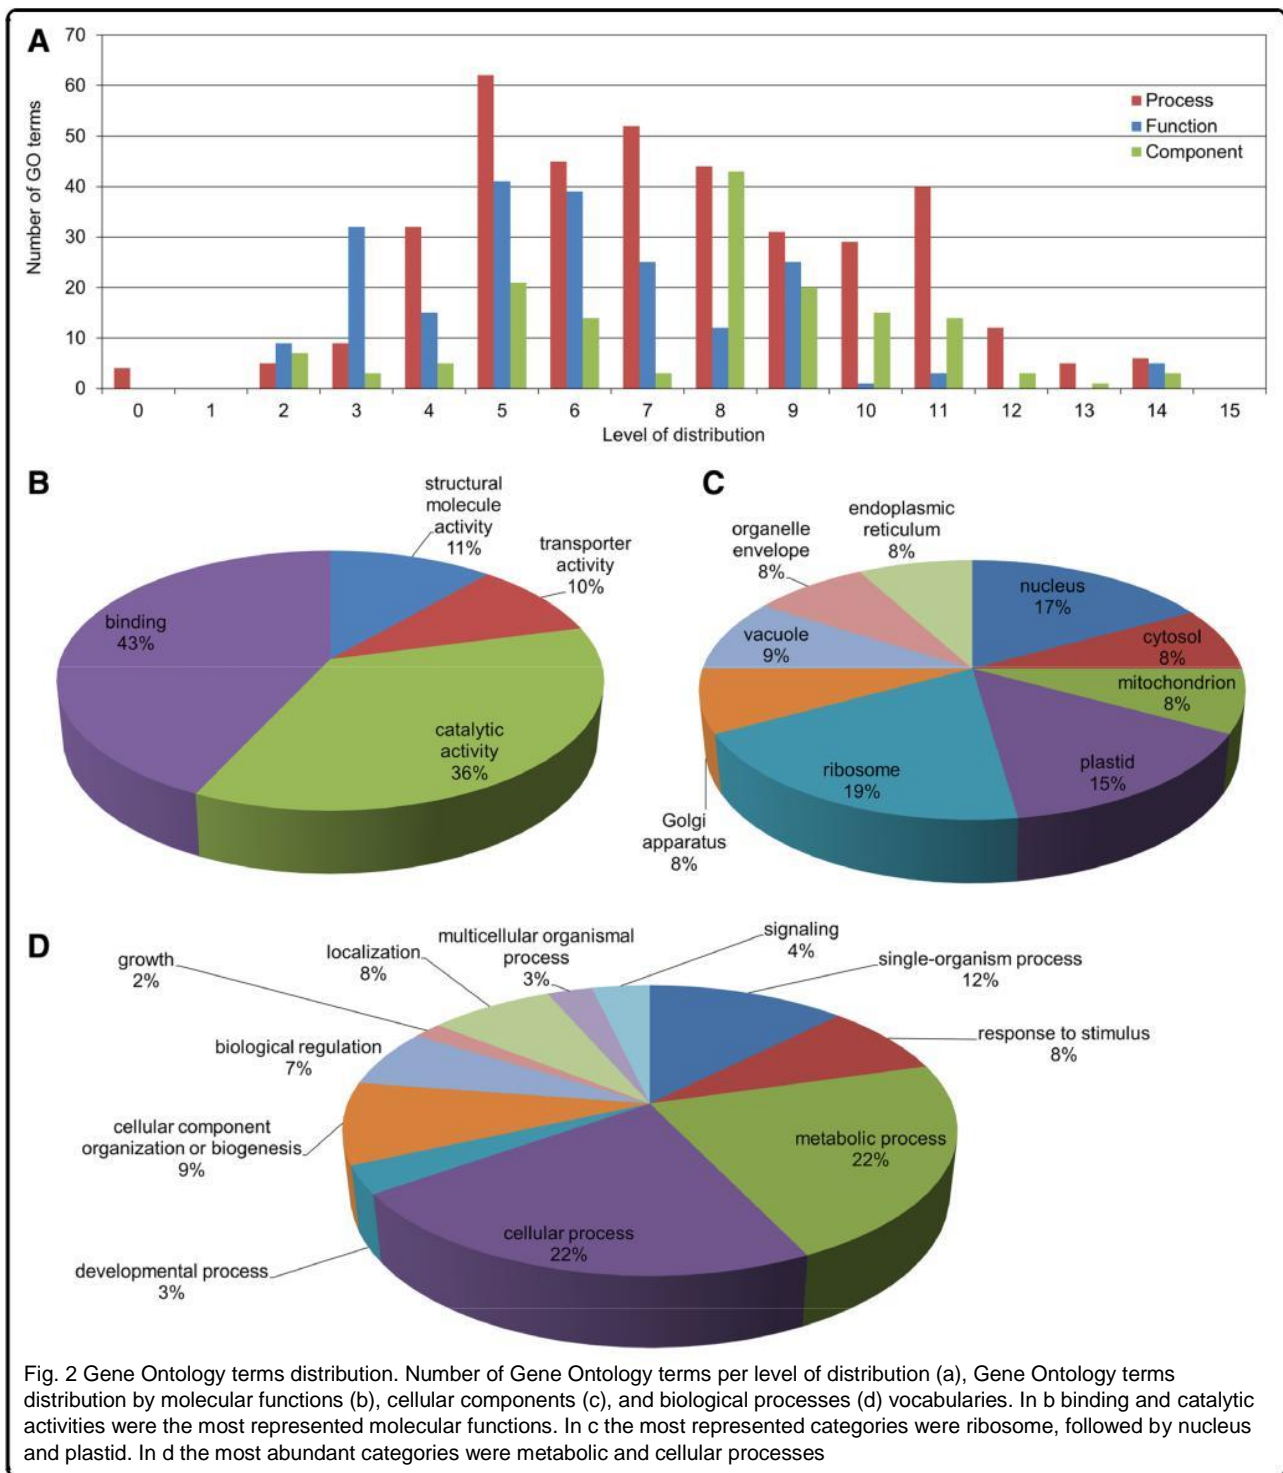 A
70
60
50
40
30
20
10
0
Number of GO terms
Process
Function
Component
0 1 2 3 4 5 6 7 8 9 10 11 12 13 14 15
Level of distribution
B
structural
molecule
activity
11%
transporter
activity
10%
binding
43%
catalytic
activity
36%
C
endoplasmic
reticulum
8%
organelle
envelope
8%
nucleus
17%
vacuole
9%
cytosol
8%
mitochondrion
8%
plastid
15%
ribosome
19%
Golgi
apparatus
8%
D
signaling
4%
multicellular organismal
process
3%
localization
8%
growth
2%
single-organism process
12%
response to stimulus
8%
biological regulation
7%
cellular component
organization or biogenesis
9%
metabolic process
22%
cellular process
22%
developmental process
3%
Fig. 2 Gene Ontology terms distribution. Number of Gene Ontology terms per level of distribution (a), Gene Ontology terms
distribution by molecular functions (b), cellular components (c), and biological processes (d) vocabularies. In b binding and catalytic
activities were the most represented molecular functions. In c the most represented categories were ribosome, followed by nucleus
and plastid. In d the most abundant categories were metabolic and cellular processes